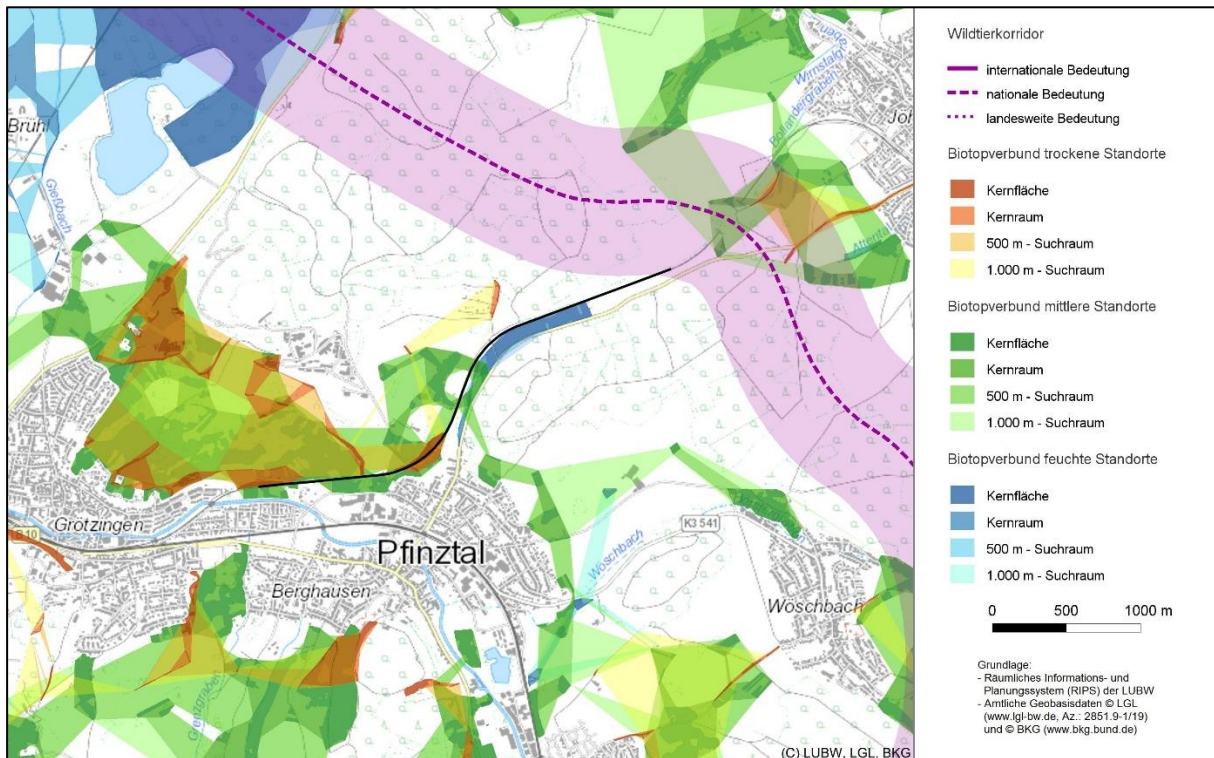 Brühl
Gießbach
Grötzingen
10
Berghausen
Pfinztal
Wöschbach
K3 541
Wöschbach
Joh
(C) LUBW, LGL, BKG
Wildtierkorridor
internationale Bedeutung
nationale Bedeutung
landesweite Bedeutung
Biotopverbund trockene Standorte
Kernfläche
Kernraum
500 m - Suchraum
1.000 m - Suchraum
Biotopverbund mittlere Standorte
Kernfläche
Kernraum
500 m - Suchraum
1.000 m - Suchraum
Biotopverbund feuchte Standorte
Kernfläche
Kernraum
500 m - Suchraum
1.000 m - Suchraum
0 500 1000 m
Grundlage:
- Räumliches Informations- und
Planungssystem (RIPS) der LUBW
- Amtliche Geobasisdaten © LGL
(www.lgl-bw.de, Az.: 2851.9-1/19)
und © BKG (www.bkg.bund.de)